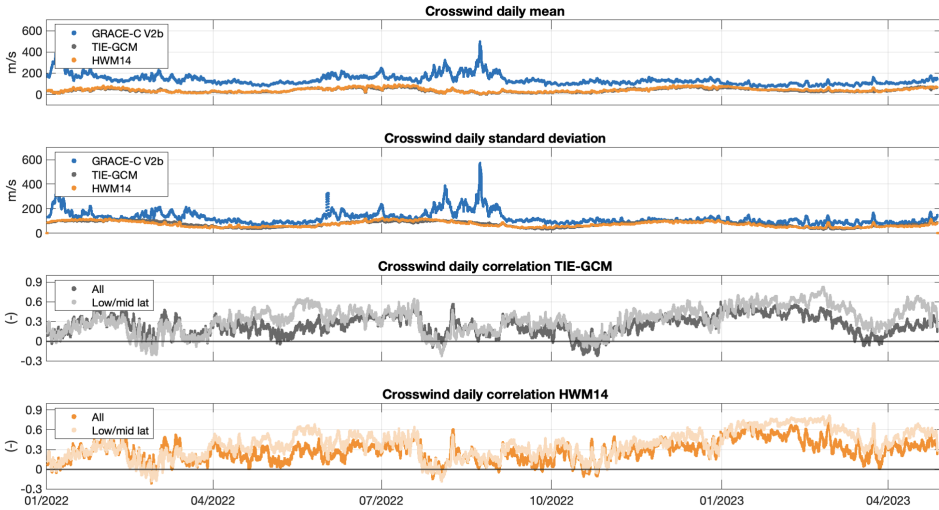 Crosswind daily mean
600
400
200
0
m/s
GRACE-C V2b
TIE-GCM
HWM14
Crosswind daily standard deviation
600
400
200
0
m/s
GRACE-C V2b
TIE-GCM
HWM14
Crosswind daily correlation TIE-GCM
0.9
0.6
0.3
0
-0.3
(-)
All
Low/mid lat
Crosswind daily correlation HWM14
0.9
0.6
0.3
0
-0.3
(-)
All
Low/mid lat
01/2022 04/2022 07/2022 10/2022 01/2023 04/2023